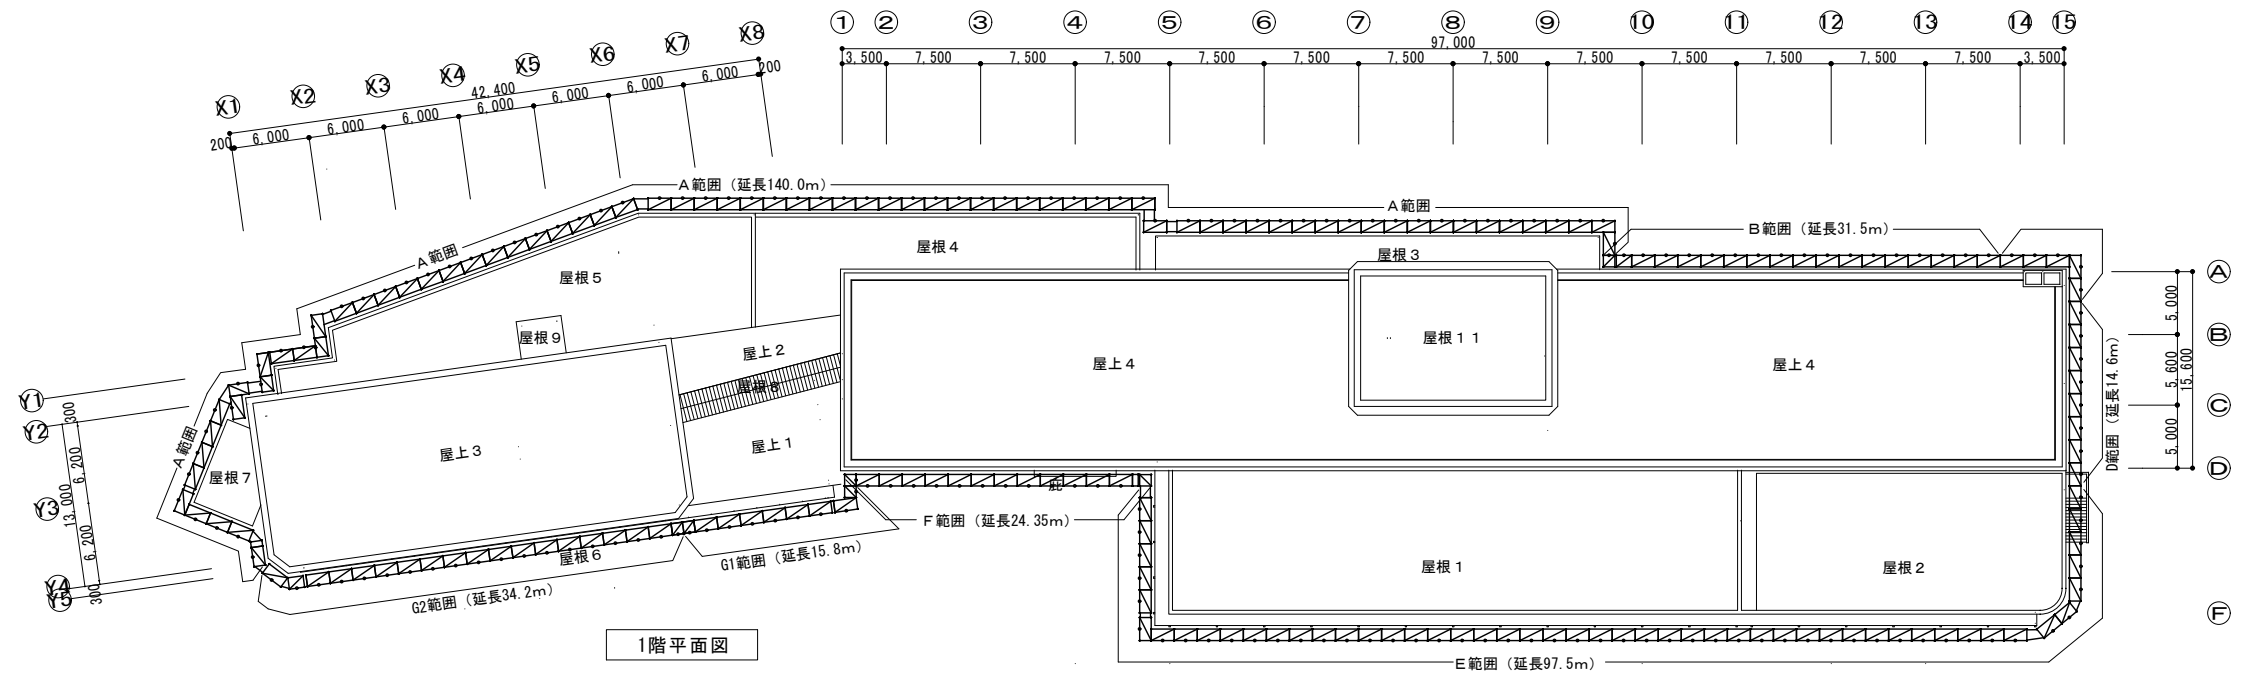 ① ② ③ ④ ⑤ ⑥ ⑦ ⑧ ⑨ ⑩ ⑪ ⑫ ⑬ ⑭ ⑮
97,000
3,500 7,500 7,500 7,500 7,500 7,500 7,500 7,500 7,500 7,500 7,500 7,500 7,500 3,500
X1 X2 X3 X4 X5 X6 X7 X8
42,400
200 6,000 6,000 6,000 6,000 6,000 6,000 6,000 200
A範囲（延長140.0m）
A範囲
B範囲（延長31.5m）
A範囲
屋根4
屋根3
屋根5
屋根9
屋上2
屋根8
屋根11
屋上4
屋上4
屋上3
屋上1
A範囲
屋根7
庇
F範囲（延長24.35m）
屋根6
G1範囲（延長15.8m）
G2範囲（延長34.2m）
屋根1
屋根2
E範囲（延長97.5m）
D範囲（延長14.6m）
Y1
Y2
Y3
Y4
Y5
300
6,200
13,000
6,200
300
A
B
C
D
F
5,000
5,600
15,600
5,000
1階平面図